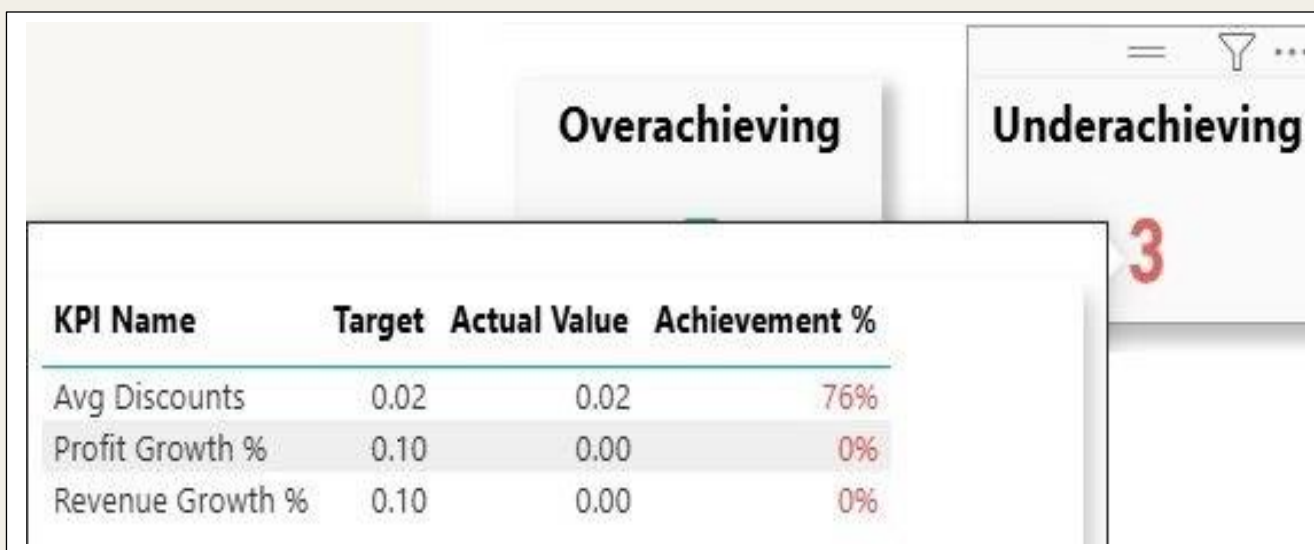 Overachieving
Underachieving
3
KPI Name Target Actual Value Achievement %
Avg Discounts 0.02 0.02 76%
Profit Growth % 0.10 0.00 0%
Revenue Growth % 0.10 0.00 0%